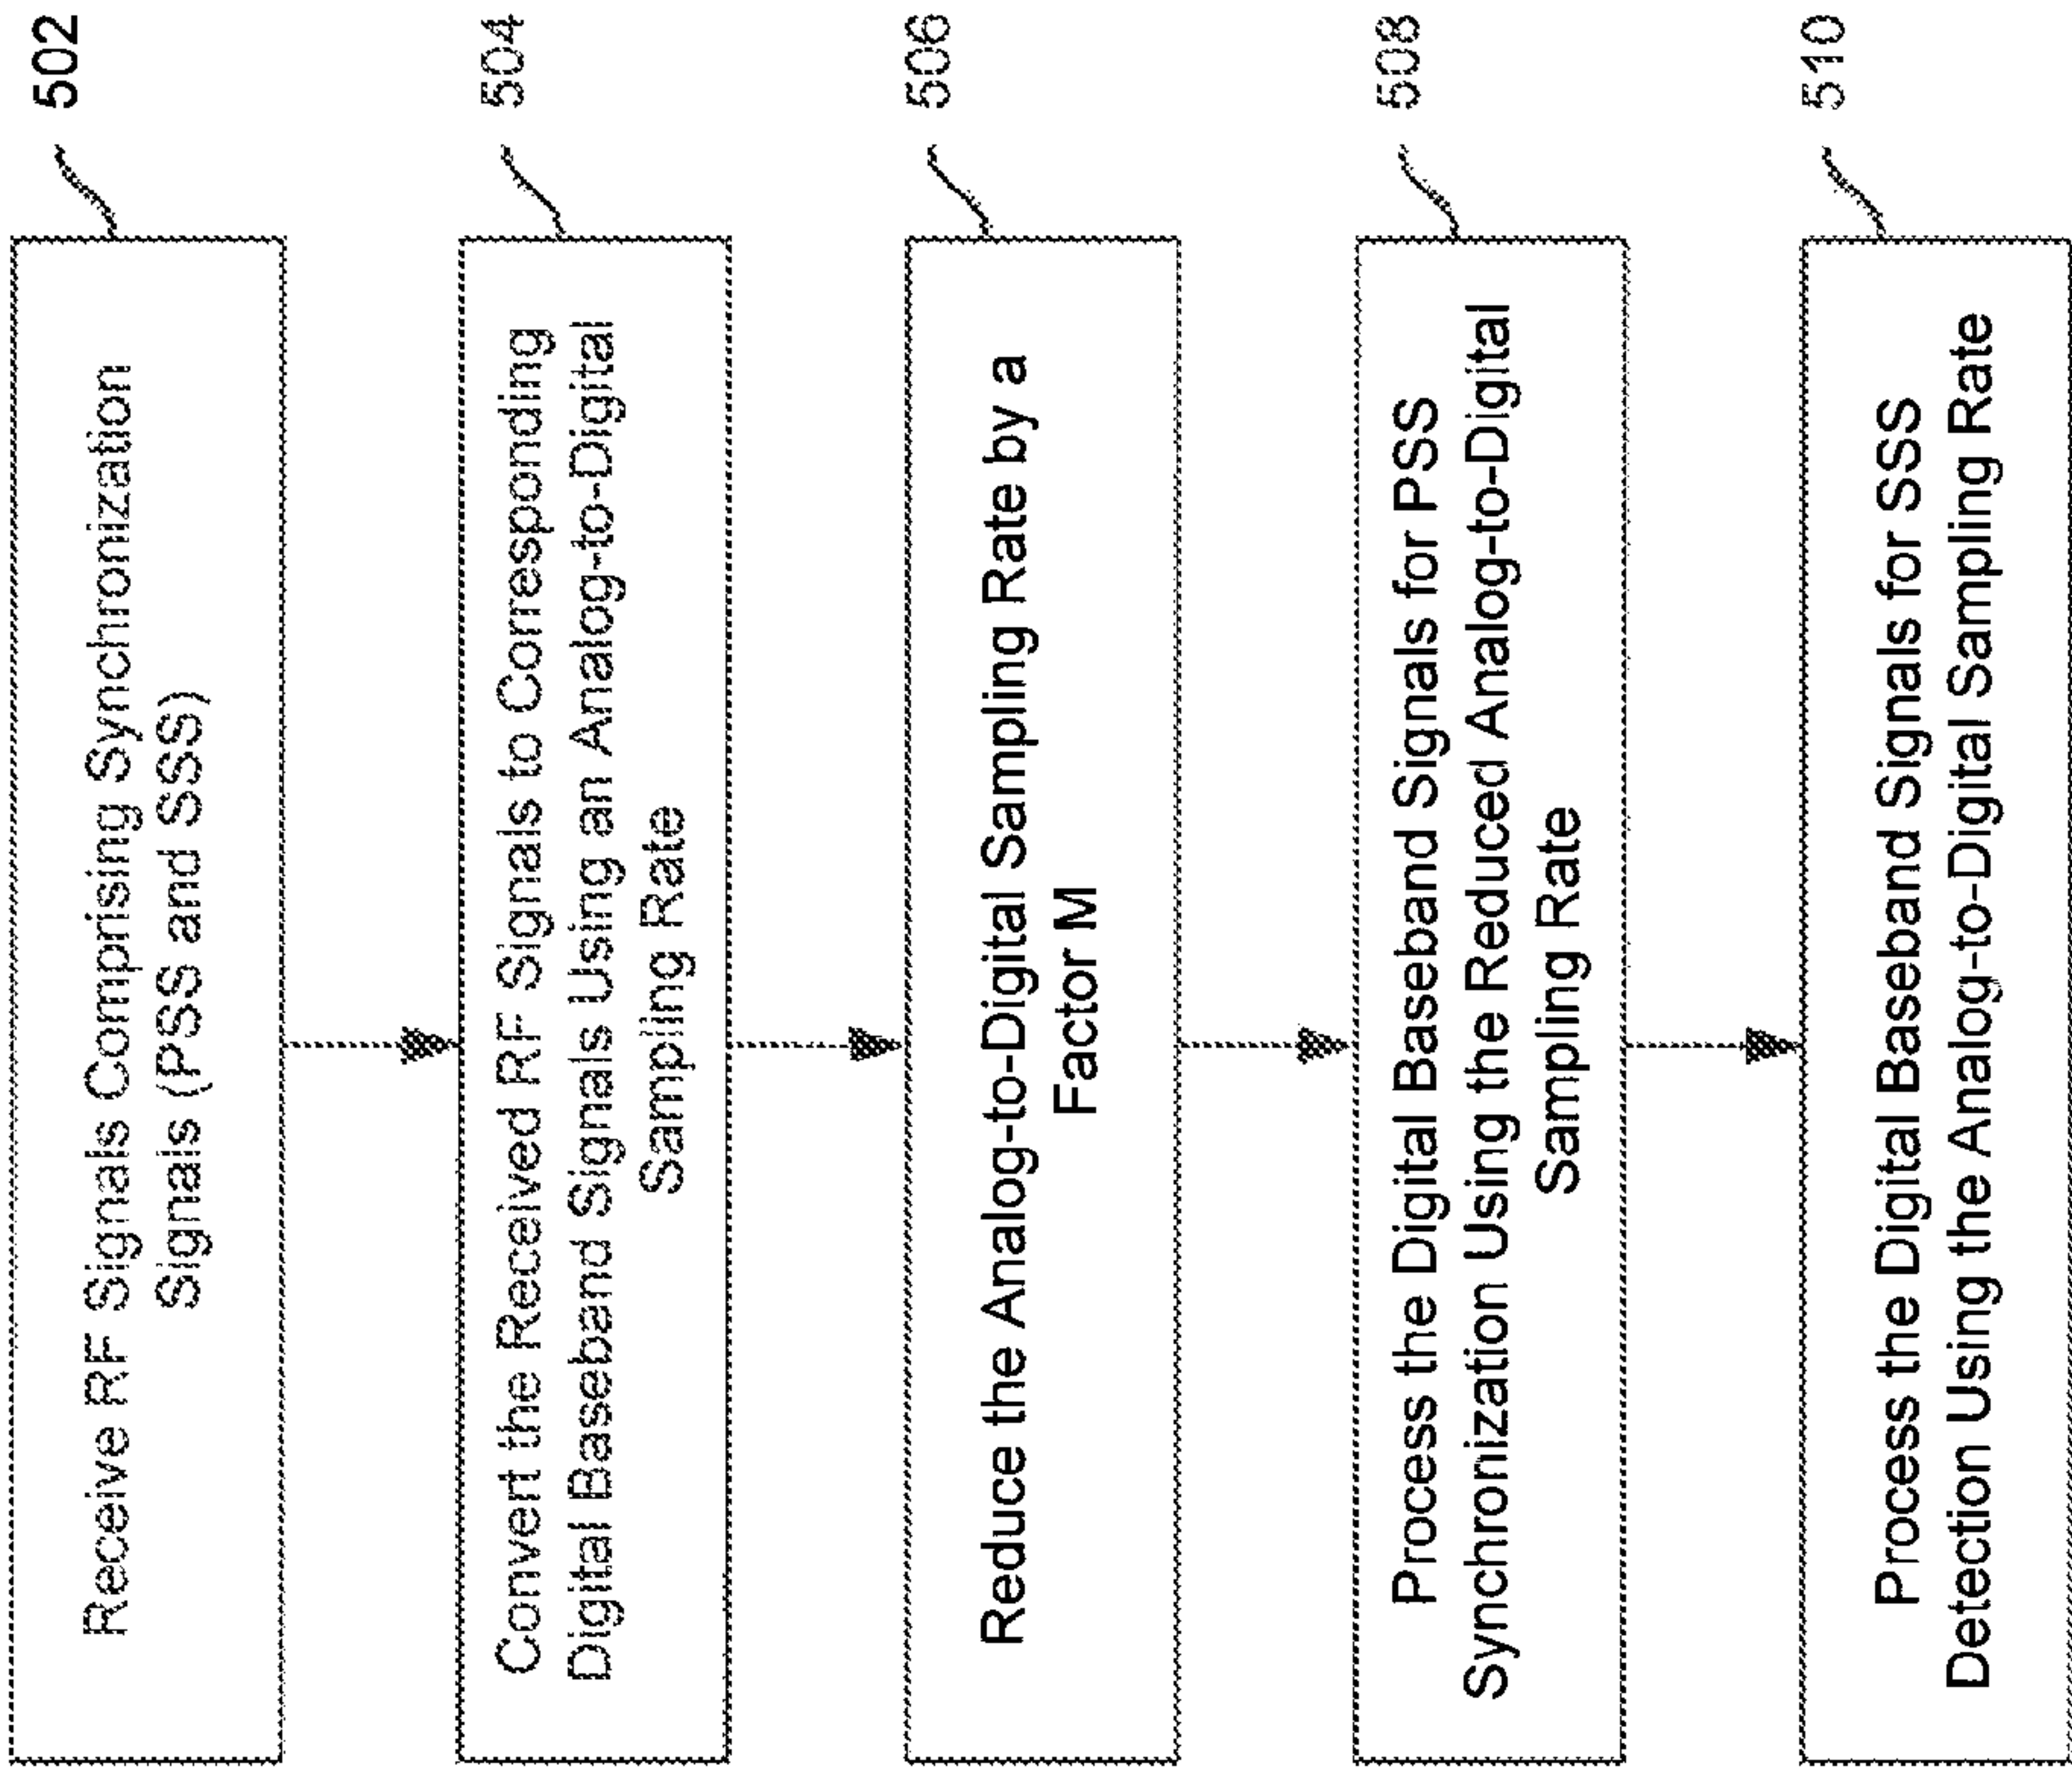 502
Receive RF Signals Comprising Synchronization
Signals (PSS and SSS)
504
Convert the Received RF Signals to Corresponding
Digital Baseband Signals Using an Analog-to-Digital
Sampling Rate
506
Reduce the Analog-to-Digital Sampling Rate by a
Factor M
508
Process the Digital Baseband Signals for PSS
Synchronization Using the Reduced Analog-to-Digital
Sampling Rate
510
Process the Digital Baseband Signals for SSS
Detection Using the Analog-to-Digital Sampling Rate